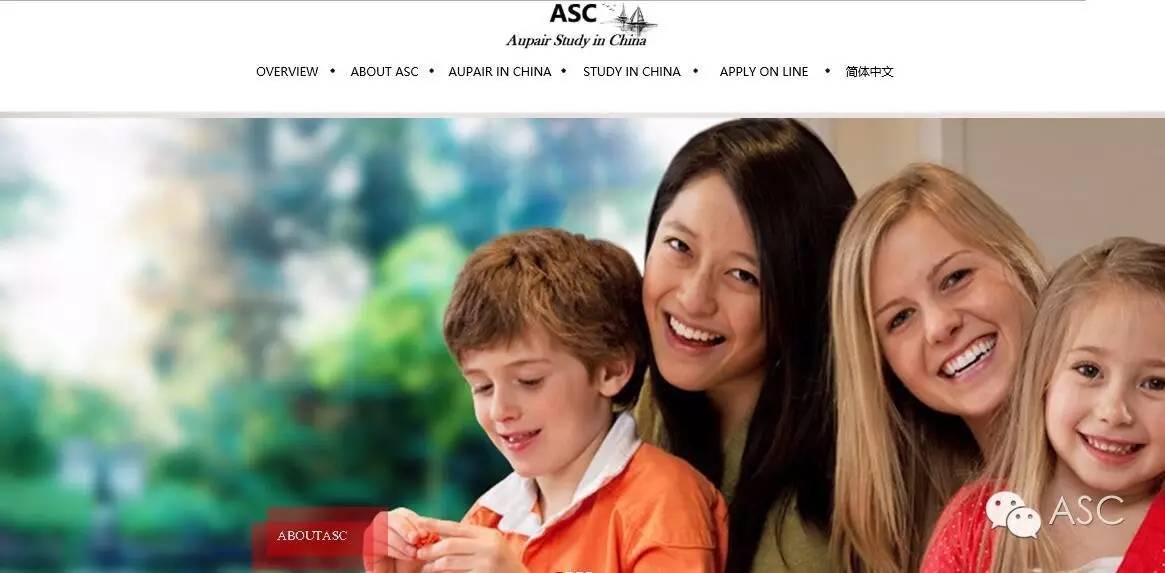 ASC
Aupair Study in China
OVERVIEW ◆ ABOUT ASC ◆ AUPAIR IN CHINA ◆ STUDY IN CHINA ◆ APPLY ON LINE ◆ 简体中文
ABOUTASC
ASC